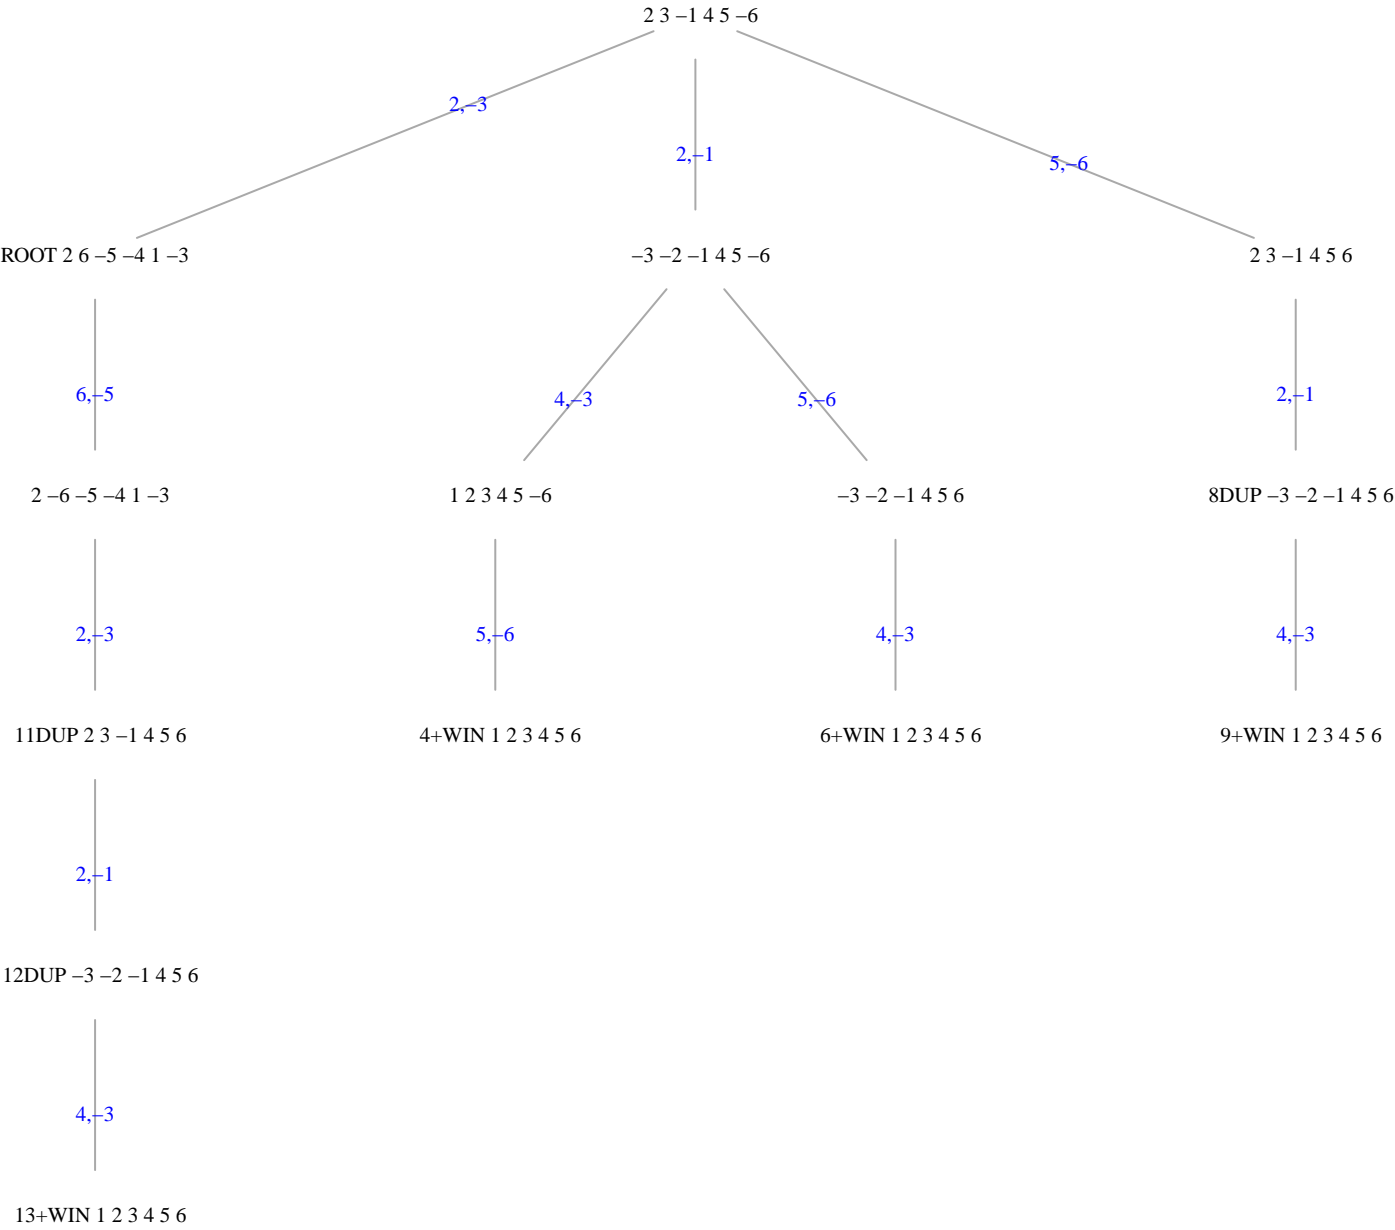 2 3 –1 4 5 –6
2,–3
2,–1
5,–6
ROOT 2 6 –5 –4 1 –3
–3 –2 –1 4 5 –6
2 3 –1 4 5 6
6,–5
4,–3
5,–6
2,–1
2 –6 –5 –4 1 –3
1 2 3 4 5 –6
–3 –2 –1 4 5 6
8DUP –3 –2 –1 4 5 6
2,–3
5,–6
4,–3
4,–3
11DUP 2 3 –1 4 5 6
4+WIN 1 2 3 4 5 6
6+WIN 1 2 3 4 5 6
9+WIN 1 2 3 4 5 6
2,–1
12DUP –3 –2 –1 4 5 6
4,–3
13+WIN 1 2 3 4 5 6